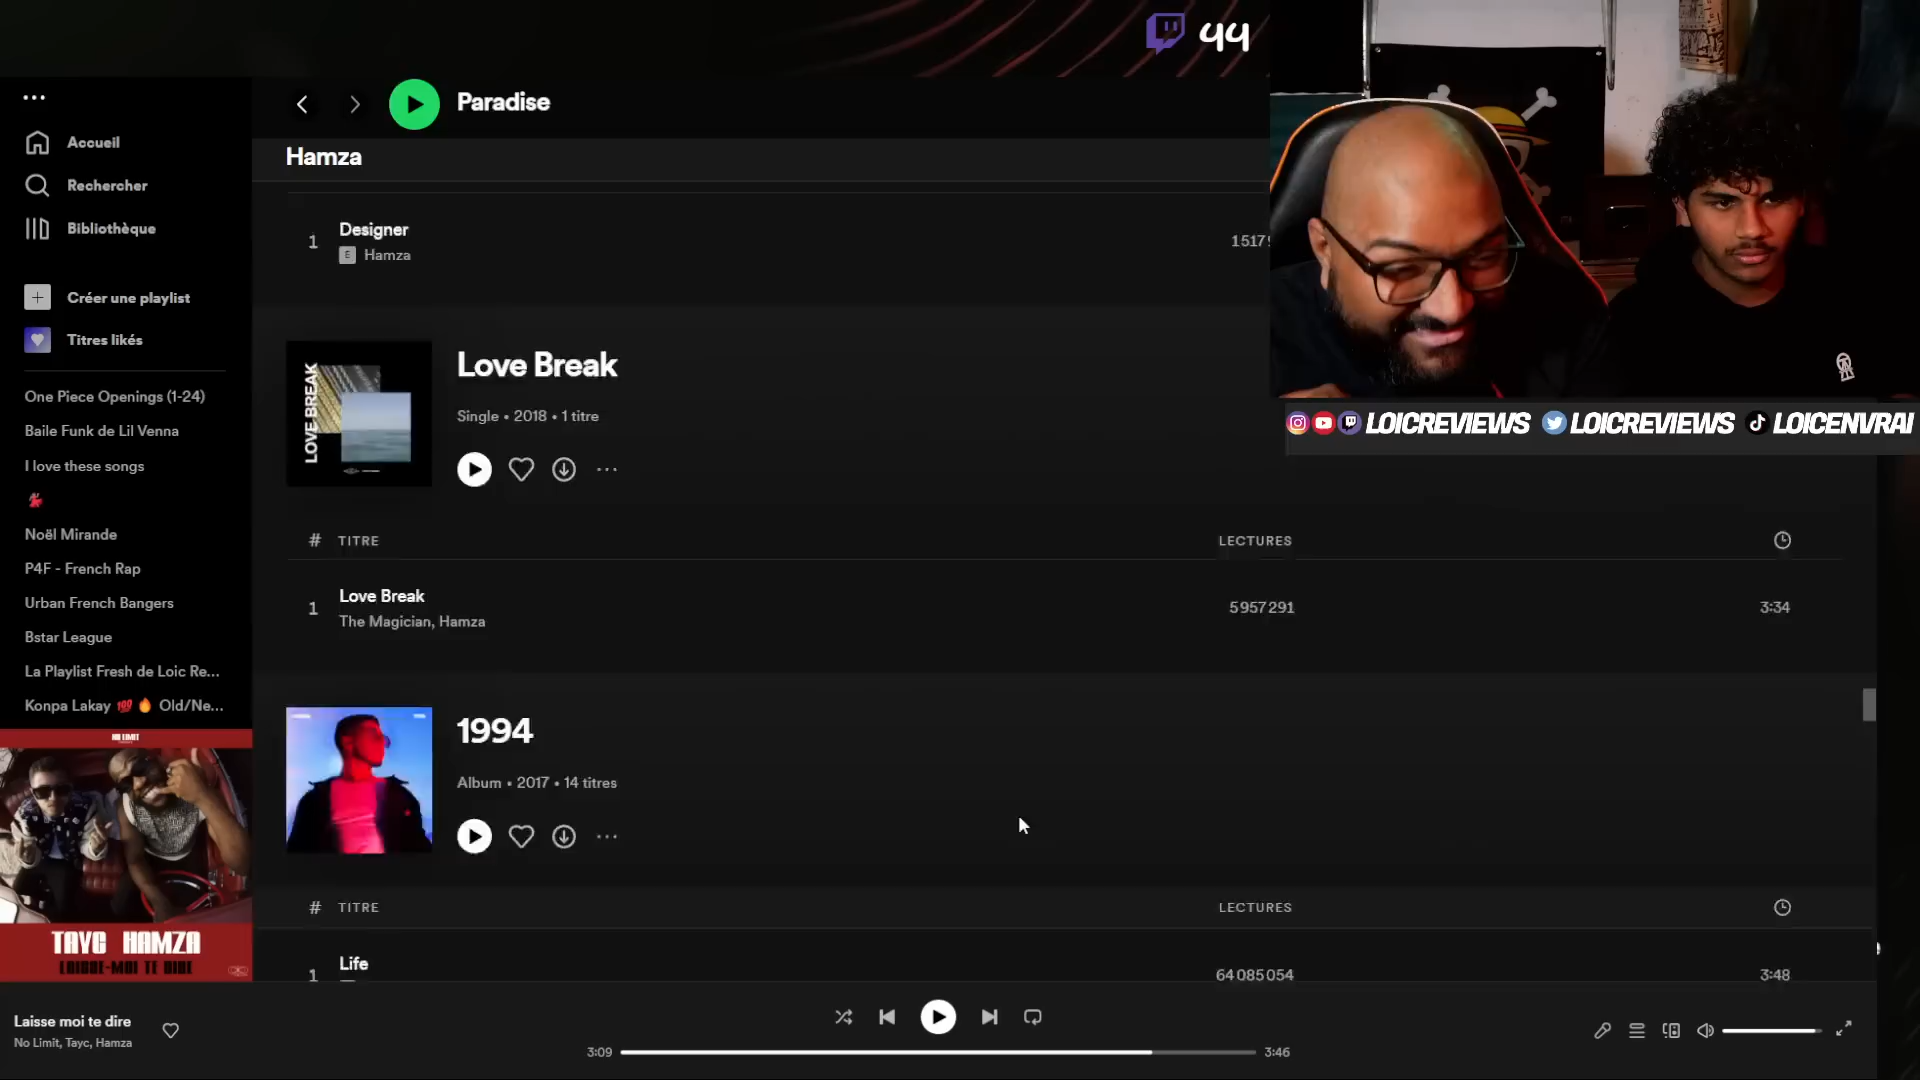 44
Paradise
Hamza
Accueil
Rechercher
Bibliothèque
Créer une playlist
Titres likés
One Piece Openings (1-24)
Baile Funk de Lil Venna
I love these songs
Noël Mirande
P4F - French Rap
Urban French Bangers
Bstar League
La Playlist Fresh de Loic Re...
Konpa Lakay 💯 🔥 Old/Ne...
1
Designer
E Hamza
1 517
LOVE BREAK
Love Break
Single • 2018 • 1 titre
# TITRE LECTURES
1
Love Break
The Magician, Hamza
5 957 291
3:34
1994
Album • 2017 • 14 titres
# TITRE LECTURES
1
Life
64 085 054
3:48
LOICREVIEWS LOICREVIEWS LOICENVRAI
NO LIMIT
TAYC HAMZA
LAISSE-MOI TE DIRE
Laisse moi te dire
No Limit, Tayc, Hamza
3:09
3:46